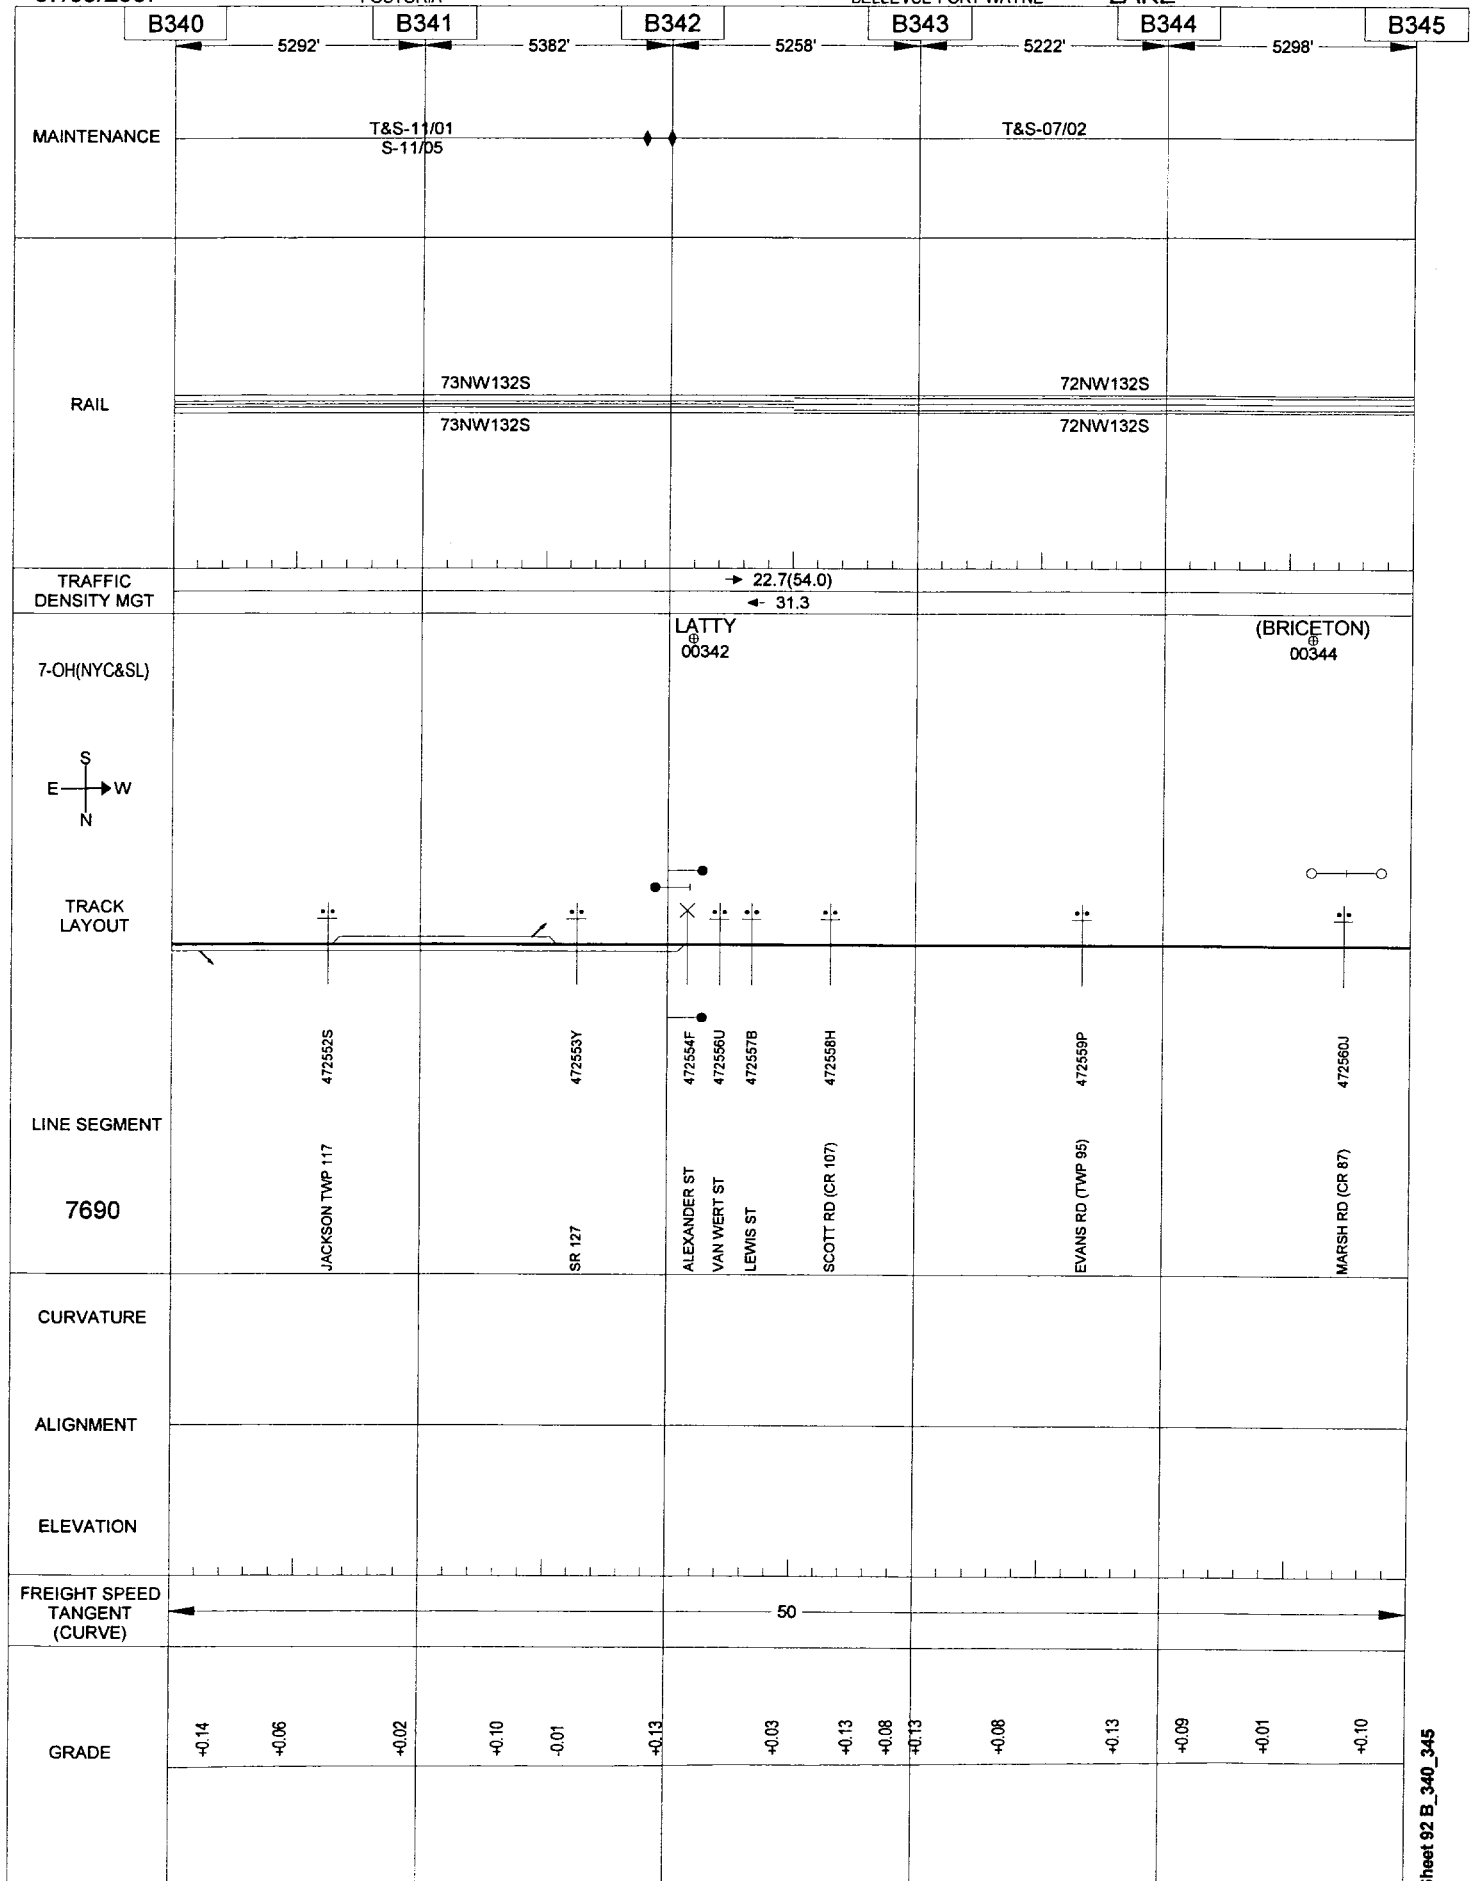 B340 B341 B342 B343 B344 B345
5292' 5382' 5258' 5222' 5298'
MAINTENANCE
T&S-11/01
S-11/05
T&S-07/02
RAIL
73NW132S
72NW132S
73NW132S
72NW132S
TRAFFIC
DENSITY MGT
22.7(54.0)
31.3
7-OH(NYC&SL)
LATTY
00342
(BRICETON)
00344
S
E W
N
TRACK
LAYOUT
472552S
472553Y
472554F
472556U
472557B
472558H
472559P
472560J
LINE SEGMENT
7690
JACKSON TWP 117
SR 127
ALEXANDER ST
VAN WERT ST
LEWIS ST
SCOTT RD (CR 107)
EVANS RD (TWP 95)
MARSH RD (CR 87)
CURVATURE
ALIGNMENT
ELEVATION
FREIGHT SPEED
TANGENT
(CURVE)
50
GRADE
+0.14
+0.06
+0.02
+0.10
-0.01
+0.13
+0.03
+0.13
+0.08
+0.13
+0.08
+0.13
+0.09
+0.01
+0.10
Sheet 92 B_340_345